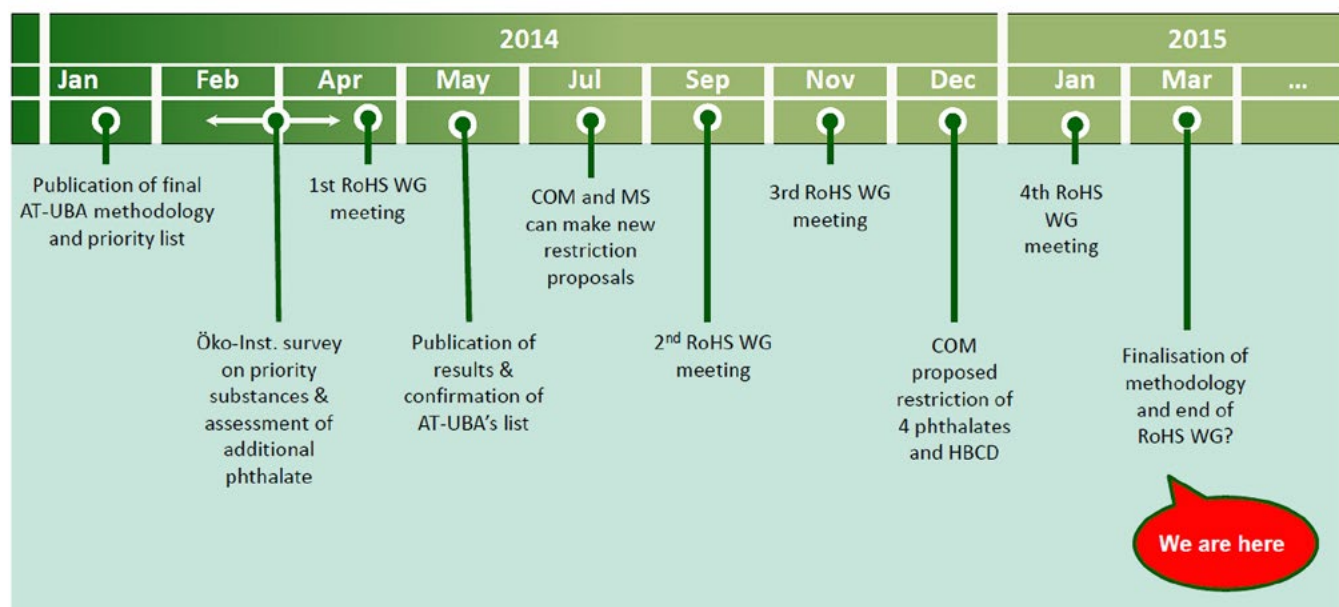 2014
2015
Jan
Feb
Apr
May
Jul
Sep
Nov
Dec
Jan
Mar
...
Publication of final
AT-UBA methodology
and priority list
Öko-Inst. survey
on priority
substances &
assessment of
additional
phthalate
1st RoHS WG
meeting
Publication of
results &
confirmation of
AT-UBA's list
COM and MS
can make new
restriction
proposals
2nd RoHS WG
meeting
3rd RoHS WG
meeting
COM
proposed
restriction of
4 phthalates
and HBCD
4th RoHS
WG
meeting
Finalisation of
methodology
and end of
RoHS WG?
We are here